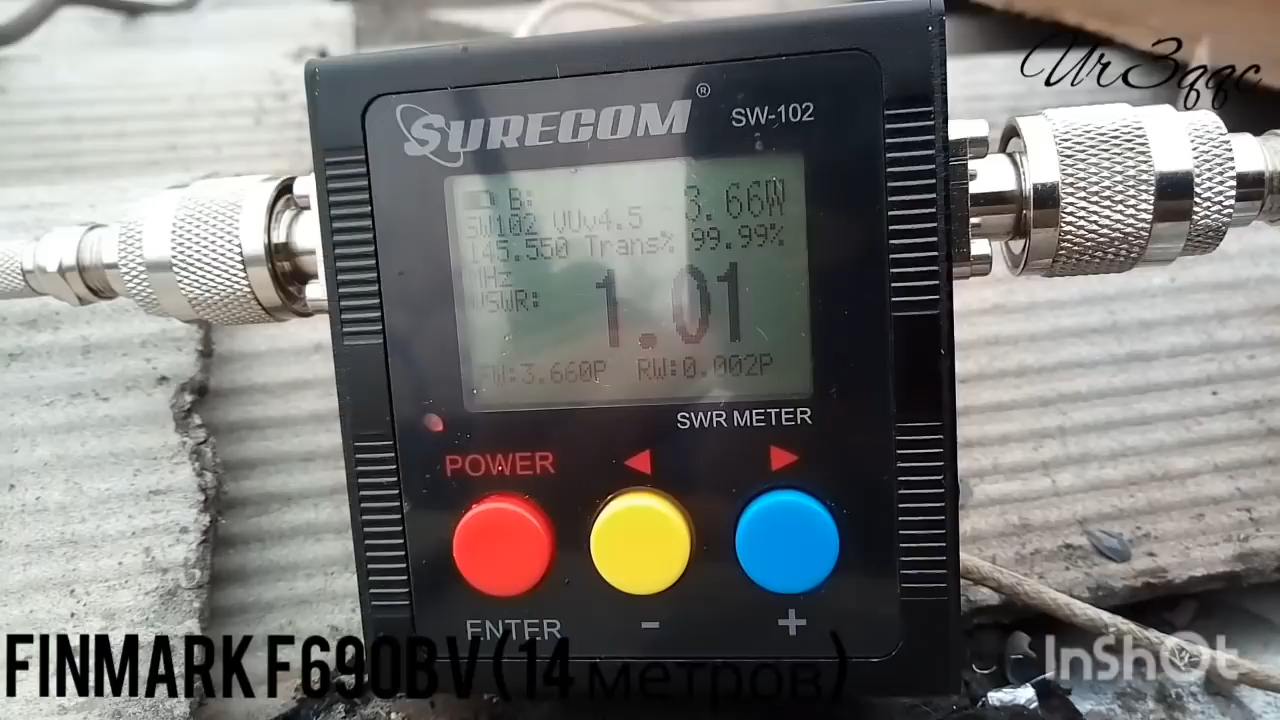 Ur3qqc
SURECOM®
SW-102
B: 3.66W
SW102 VUv4.5
145.550 Trans% 99.99%
MHz
VSWR: 1.01
FW:3.660P RW:0.002P
SWR METER
POWER
ENTER - +
FINMARK F690BV (14 метров)
InShOt